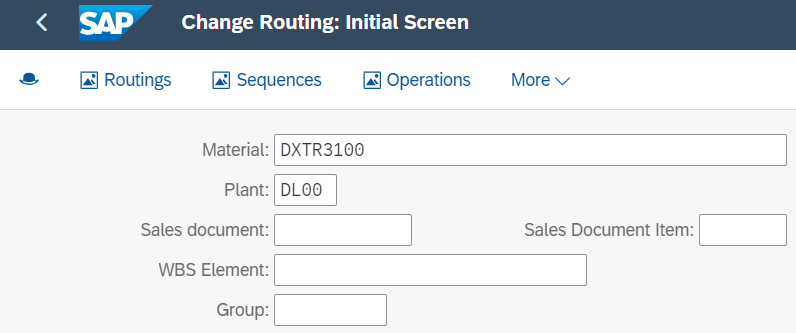 SAP Change Routing: Initial Screen
Routings Sequences Operations More
Material: DXTR3100
Plant: DL00
Sales document: Sales Document Item:
WBS Element:
Group: